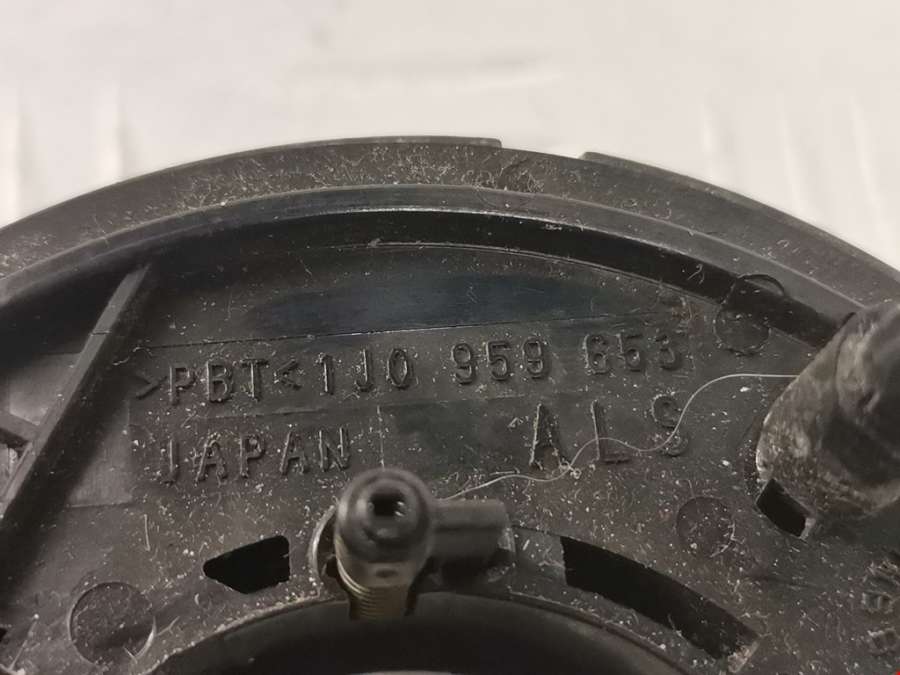 >PBT< 1J0 959 653
JAPAN ALS